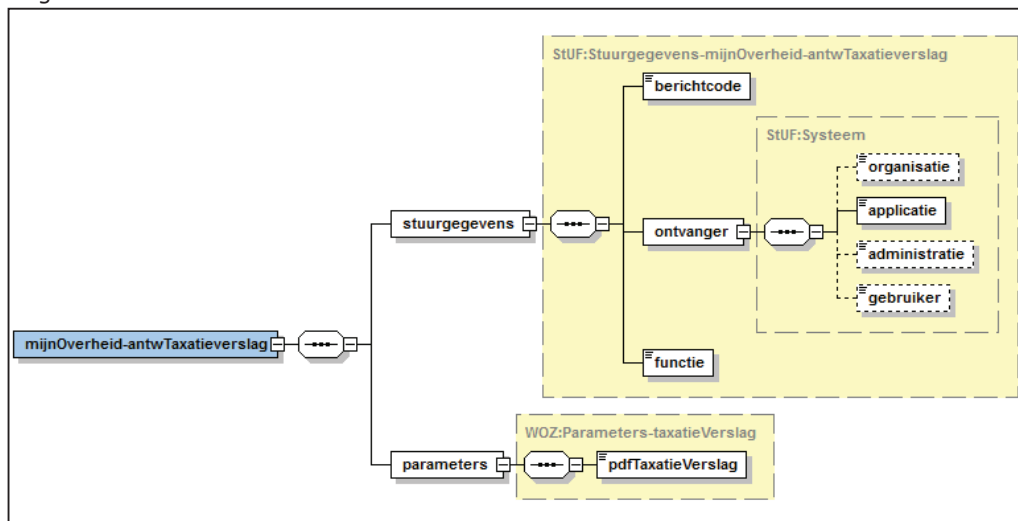 StUF:Stuurgegevens-mijnOverheid-antwTaxatieverslag
berichtcode
StUF:Systeem
organisatie
applicatie
stuurgegevens
ontvanger
administratie
gebruiker
mijnOverheid-antwTaxatieverslag
functie
WOZ:Parameters-taxatieVerslag
parameters
pdfTaxatieVerslag